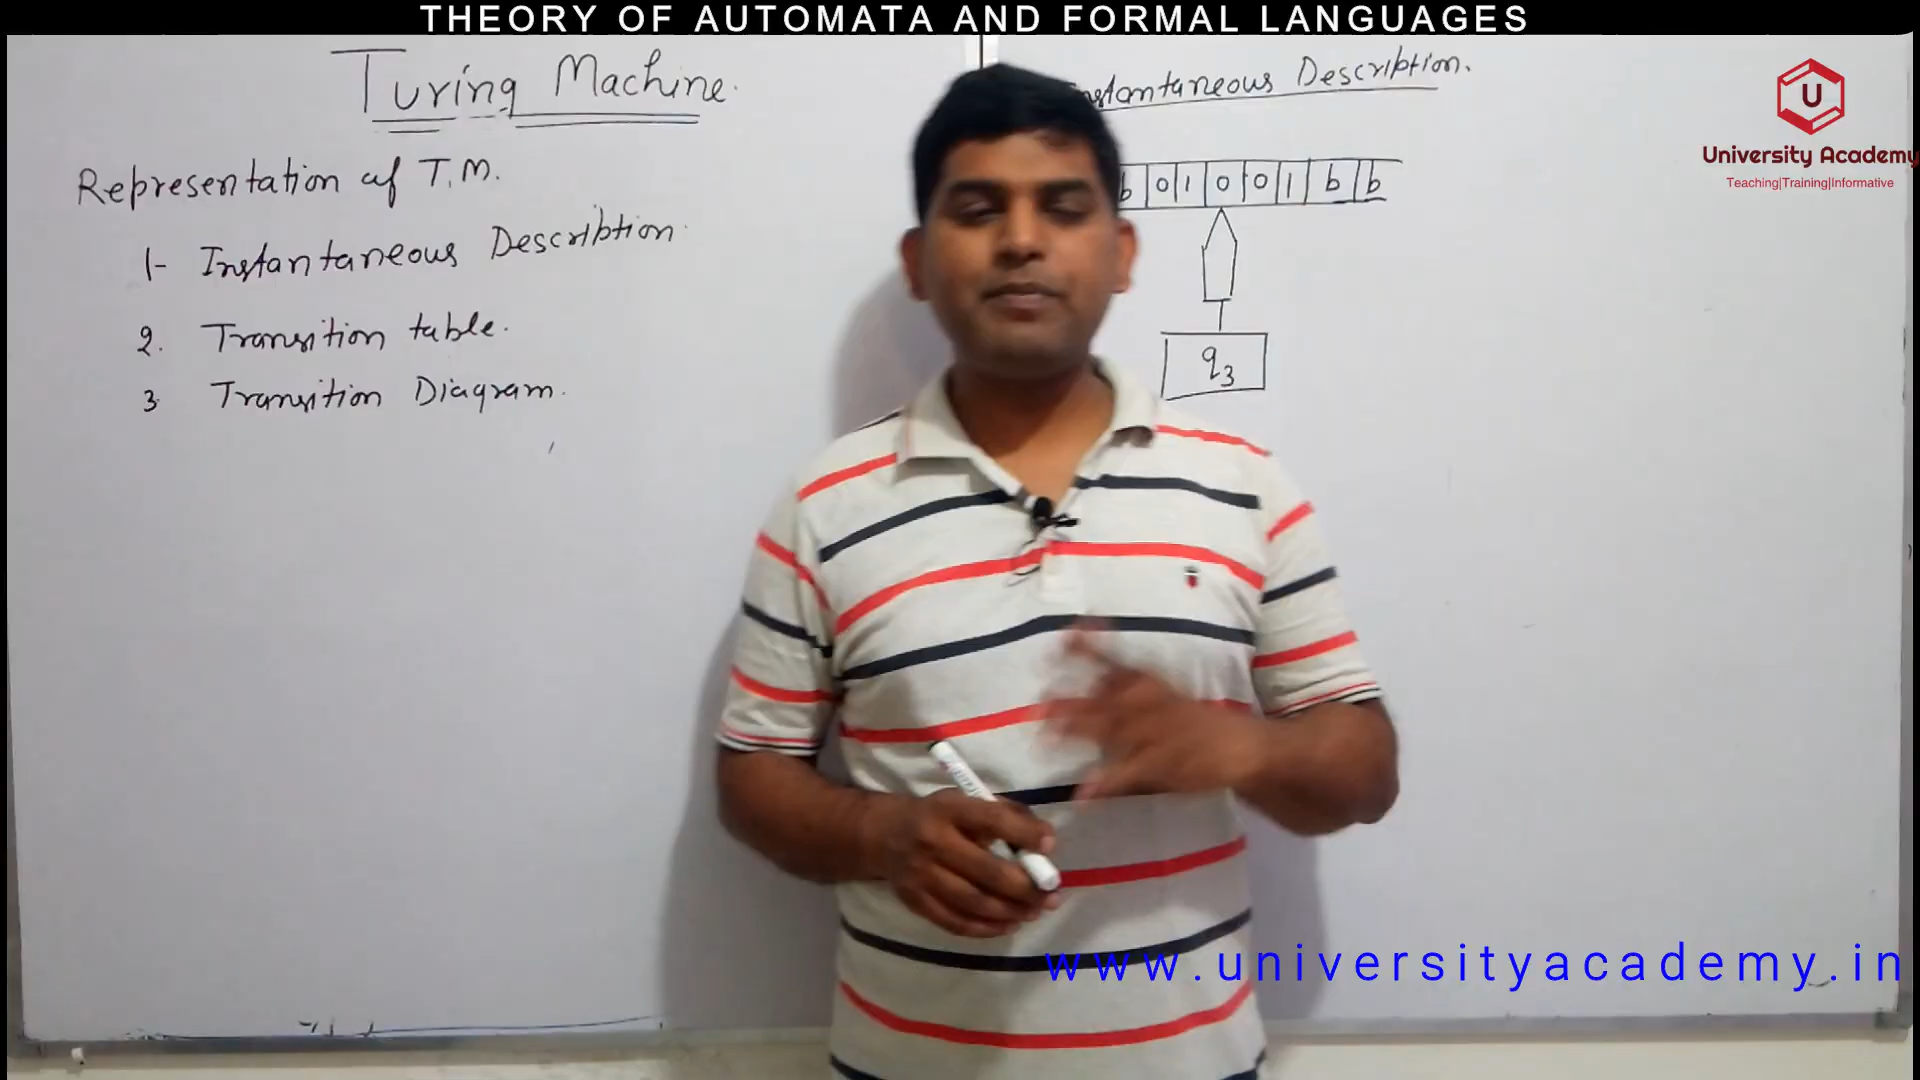 THEORY OF AUTOMATA AND FORMAL LANGUAGES
Turing Machine.
Representation of T.M.
1- Instantaneous Description.
2. Transition table.
3 Transition Diagram.
nstantaneous Description.
b 0 1 0 0 1 b b
q3
U
University Academy
Teaching|Training|Informative
www.universityacademy.in